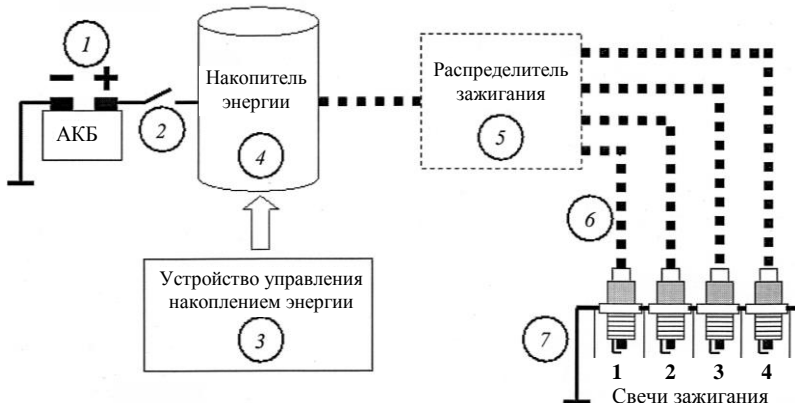 1
− +
АКБ
2
Накопитель
энергии
4
Распределитель
зажигания
5
6
Устройство управления
накоплением энергии
3
7
1 2 3 4
Свечи зажигания